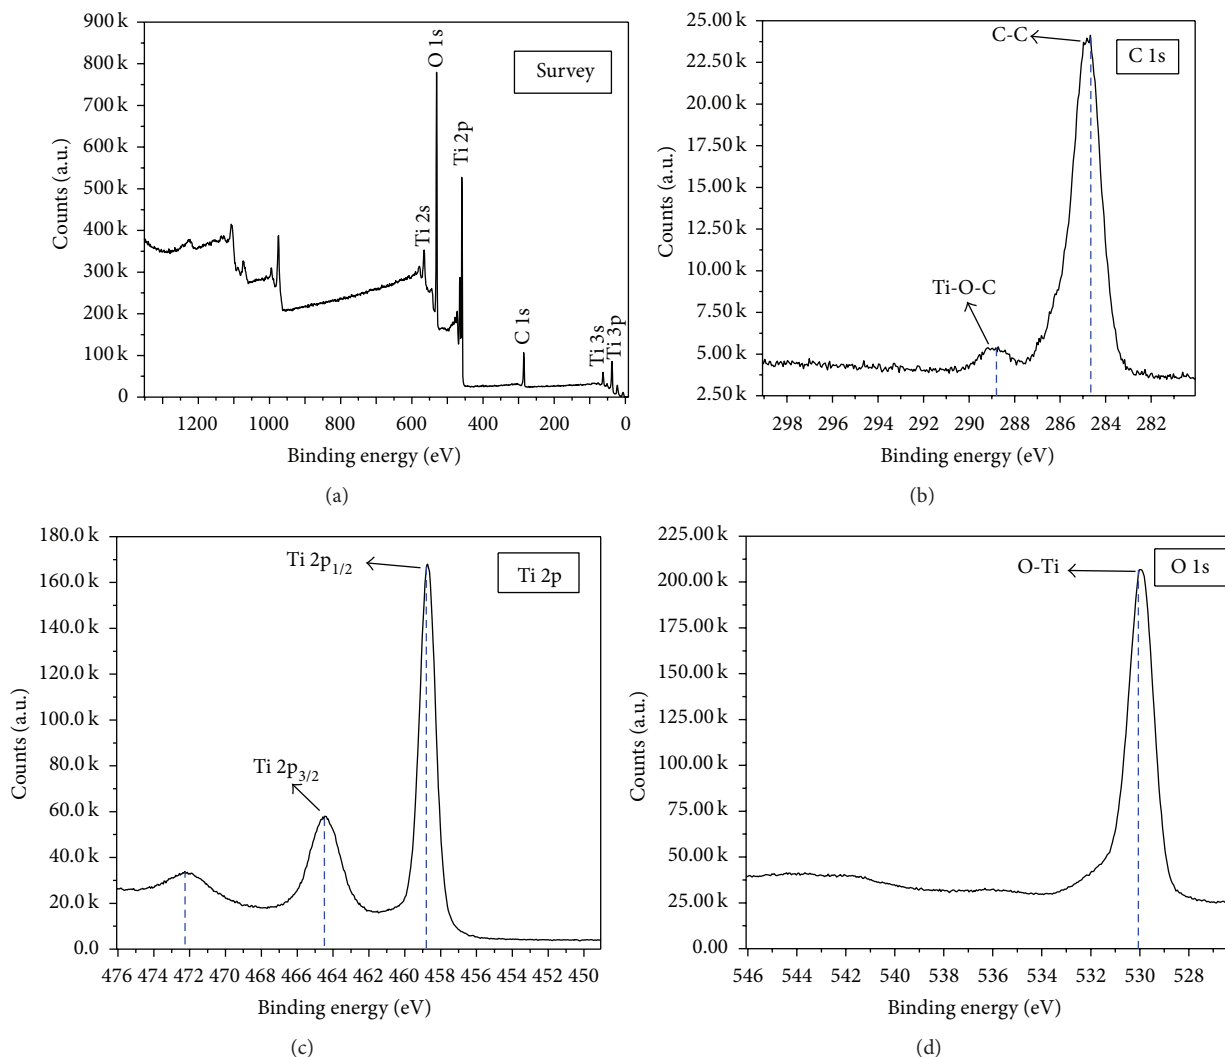 900 k
800 k
700 k
600 k
500 k
400 k
300 k
200 k
100 k
0
Counts (a.u.)
Survey
O 1s
Ti 2p
Ti 2s
C 1s
Ti 3s
Ti 3p
1200 1000 800 600 400 200 0
Binding energy (eV)
(a)
25.00 k
22.50 k
20.00 k
17.50 k
15.00 k
12.50 k
10.00 k
7.50 k
5.00 k
2.50 k
Counts (a.u.)
C-C
C 1s
Ti-O-C
298 296 294 292 290 288 286 284 282
Binding energy (eV)
(b)
180.0 k
160.0 k
140.0 k
120.0 k
100.0 k
80.0 k
60.0 k
40.0 k
20.0 k
0.0
Counts (a.u.)
Ti 2p1/2
Ti 2p
Ti 2p3/2
476 474 472 470 468 466 464 462 460 458 456 454 452 450
Binding energy (eV)
(c)
225.00 k
200.00 k
175.00 k
150.00 k
125.00 k
100.00 k
75.00 k
50.00 k
25.00 k
0.00
Counts (a.u.)
O-Ti
O 1s
546 544 542 540 538 536 534 532 530 528
Binding energy (eV)
(d)